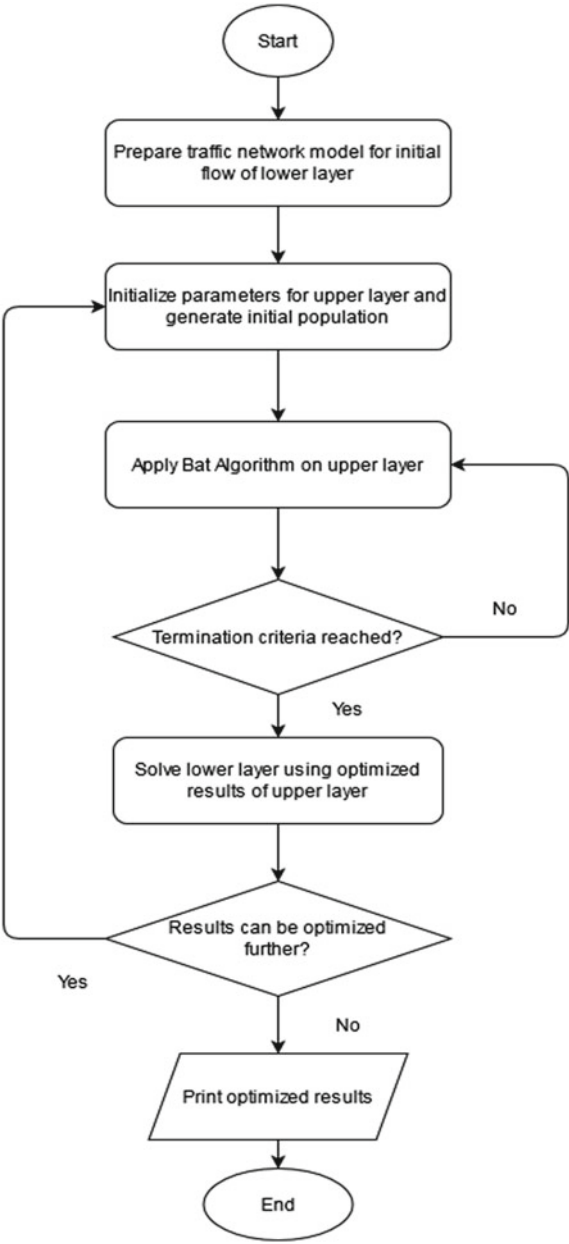 Start
Prepare traffic network model for initial
flow of lower layer
Initialize parameters for upper layer and
generate initial population
Apply Bat Algorithm on upper layer
No
Termination criteria reached?
Yes
Solve lower layer using optimized
results of upper layer
Results can be optimized
further?
Yes
No
Print optimized results
End